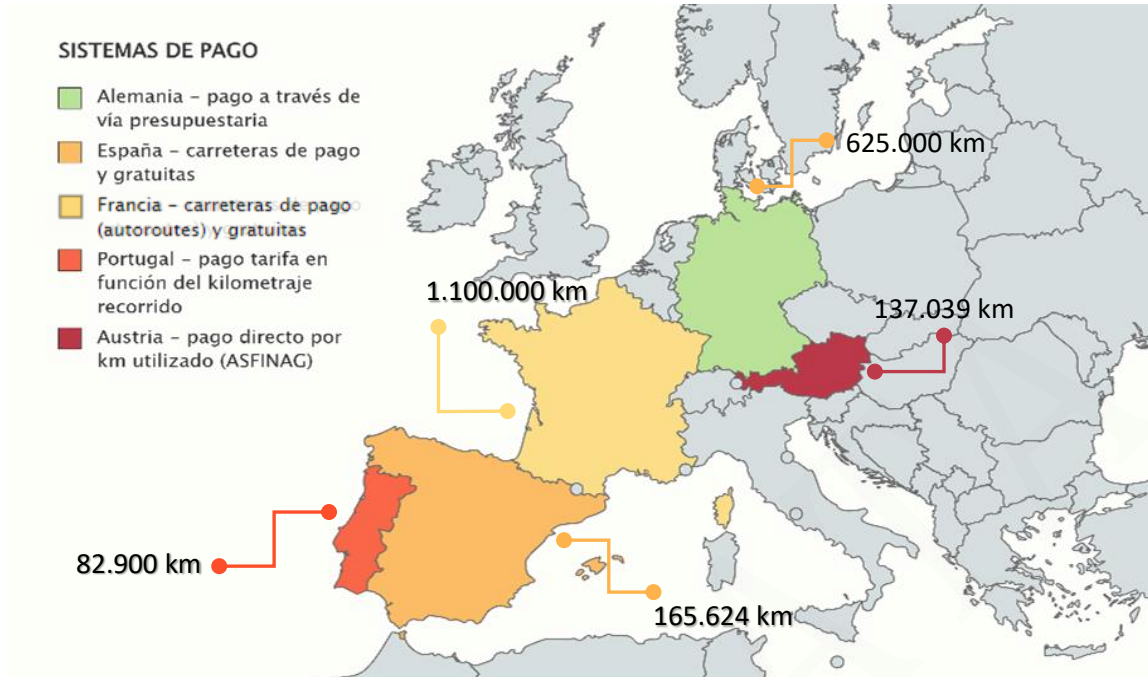 SISTEMAS DE PAGO
Alemania – pago a través de
vía presupuestaria
España – carreteras de pago
y gratuitas
Francia – carreteras de pago
(autoroutes) y gratuitas
Portugal – pago tarifa en
función del kilometraje
recorrido
Austria – pago directo por
km utilizado (ASFINAG)
625.000 km
1.100.000 km
137.039 km
82.900 km
165.624 km